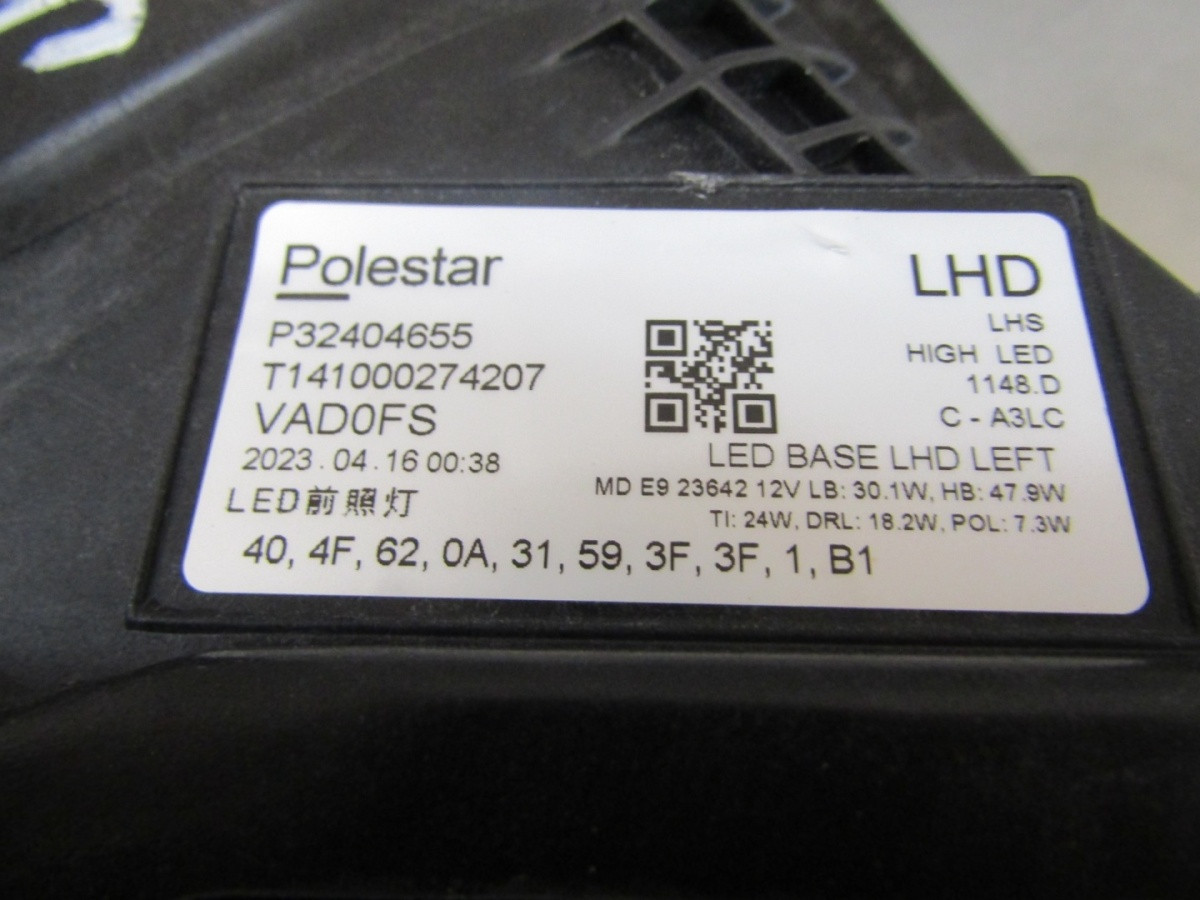 Polestar
P32404655
T141000274207
VAD0FS
2023.04.16 00:38
LED前照灯
LHD
LHS
HIGH LED
1148.D
C - A3LC
LED BASE LHD LEFT
MD E9 23642 12V LB: 30.1W, HB: 47.9W
TI: 24W, DRL: 18.2W, POL: 7.3W
40, 4F, 62, 0A, 31, 59, 3F, 3F, 1, B1